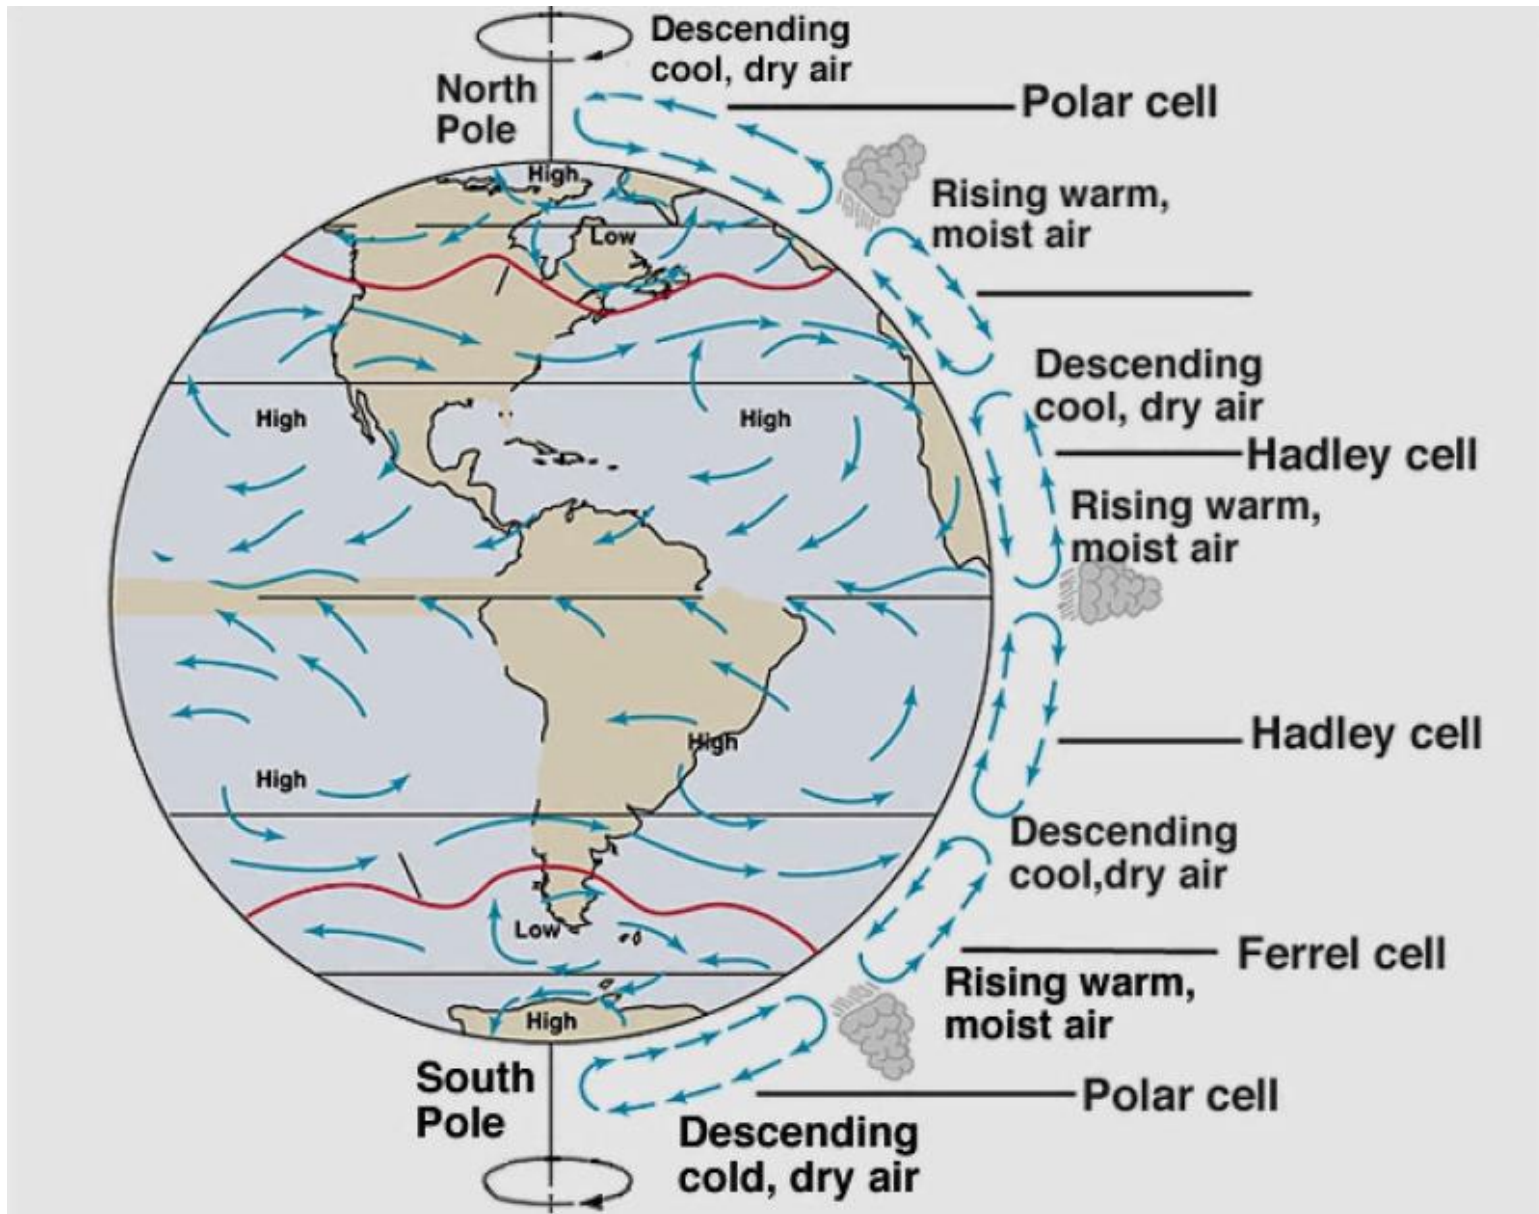 Descending
cool, dry air
North
Pole
Polar cell
High
Rising warm,
moist air
Low
Descending
cool, dry air
High
High
Hadley cell
Rising warm,
moist air
High
Hadley cell
High
Descending
cool,dry air
Low
Ferrel cell
Rising warm,
moist air
High
South
Pole
Polar cell
Descending
cold, dry air